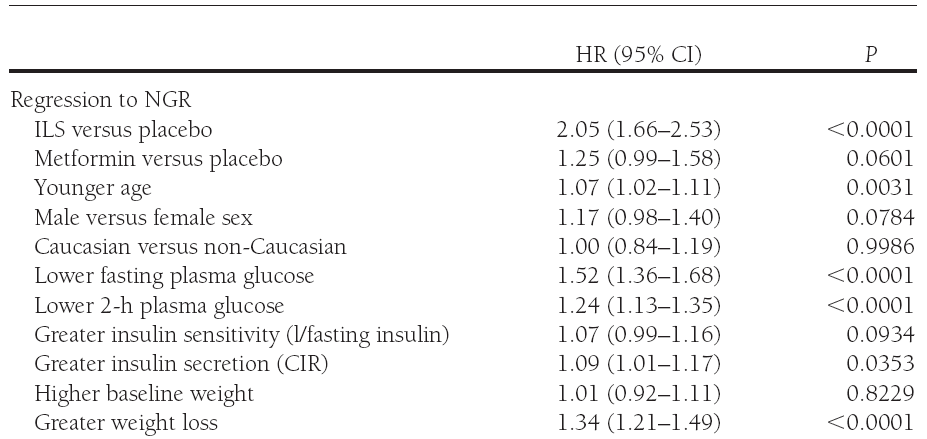 HR (95% CI) P
Regression to NGR
ILS versus placebo 2.05 (1.66–2.53) <0.0001
Metformin versus placebo 1.25 (0.99–1.58) 0.0601
Younger age 1.07 (1.02–1.11) 0.0031
Male versus female sex 1.17 (0.98–1.40) 0.0784
Caucasian versus non-Caucasian 1.00 (0.84–1.19) 0.9986
Lower fasting plasma glucose 1.52 (1.36–1.68) <0.0001
Lower 2-h plasma glucose 1.24 (1.13–1.35) <0.0001
Greater insulin sensitivity (l/fasting insulin) 1.07 (0.99–1.16) 0.0934
Greater insulin secretion (CIR) 1.09 (1.01–1.17) 0.0353
Higher baseline weight 1.01 (0.92–1.11) 0.8229
Greater weight loss 1.34 (1.21–1.49) <0.0001